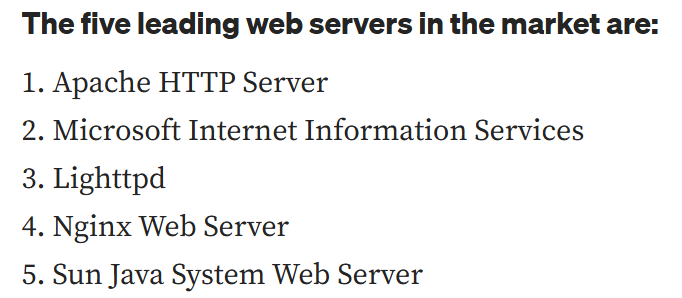 The five leading web servers in the market are:
1. Apache HTTP Server
2. Microsoft Internet Information Services
3. Lighttpd
4. Nginx Web Server
5. Sun Java System Web Server